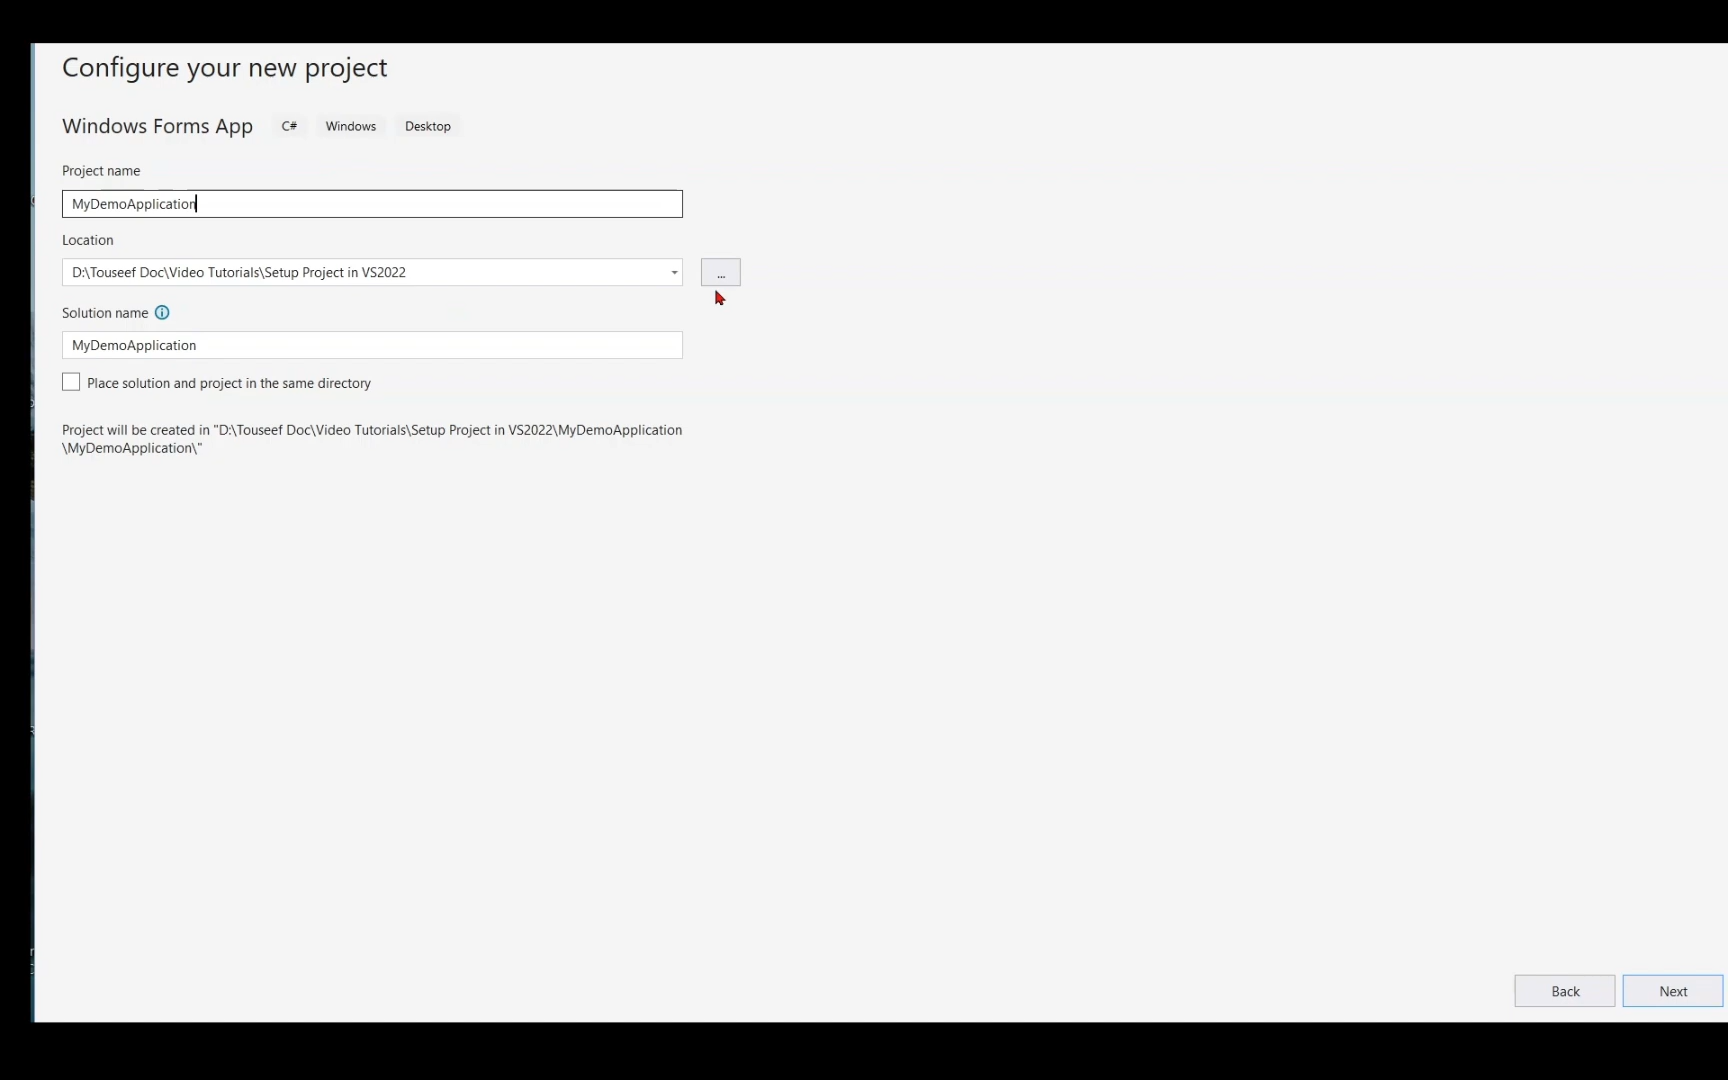 Configure your new project
Windows Forms App C# Windows Desktop
Project name
MyDemoApplication
Location
D:\Touseef Doc\Video Tutorials\Setup Project in VS2022
...
Solution name
MyDemoApplication
Place solution and project in the same directory
Project will be created in "D:\Touseef Doc\Video Tutorials\Setup Project in VS2022\MyDemoApplication
\MyDemoApplication\"
Back Next